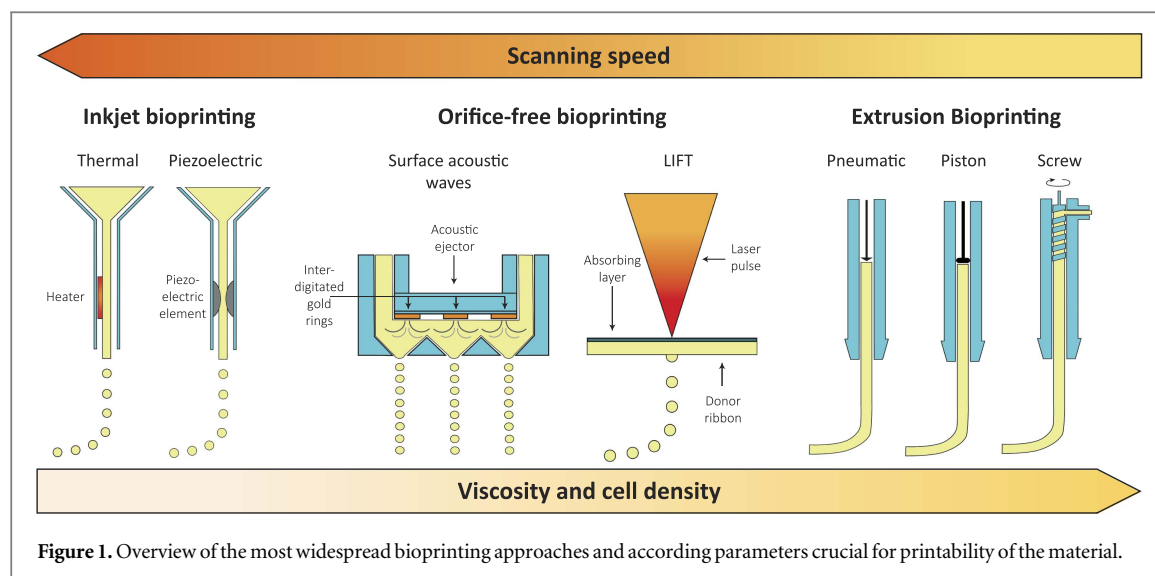 Scanning speed
Inkjet bioprinting
Orifice-free bioprinting
Extrusion Bioprinting
Thermal
Piezoelectric
Surface acoustic
waves
LIFT
Pneumatic
Piston
Screw
Heater
Piezo-
electric
element
Acoustic
ejector
Inter-
digitated
gold
rings
Absorbing
layer
Laser
pulse
Donor
ribbon
Viscosity and cell density
Figure 1. Overview of the most widespread bioprinting approaches and according parameters crucial for printability of the material.